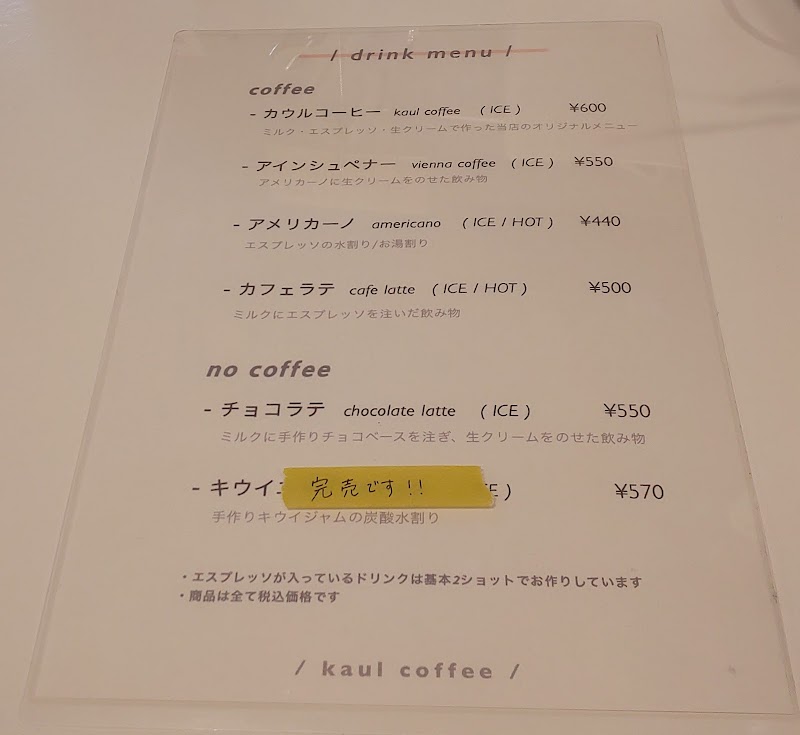 / drink menu /
coffee
- カウルコーヒー kaul coffee ( ICE ) ¥600
ミルク・エスプレッソ・生クリームで作った当店のオリジナルメニュー
- アインシュペナー vienna coffee ( ICE ) ¥550
アメリカーノに生クリームをのせた飲み物
- アメリカーノ americano ( ICE / HOT ) ¥440
エスプレッソの水割り/お湯割り
- カフェラテ cafe latte ( ICE / HOT ) ¥500
ミルクにエスプレッソを注いだ飲み物
no coffee
- チョコラテ chocolate latte ( ICE ) ¥550
ミルクに手作りチョコベースを注ぎ、生クリームをのせた飲み物
- キウイ 完売です!! E ) ¥570
手作りキウイジャムの炭酸水割り
・エスプレッソが入っているドリンクは基本2ショットでお作りしています
・商品は全て税込価格です
/ kaul coffee /